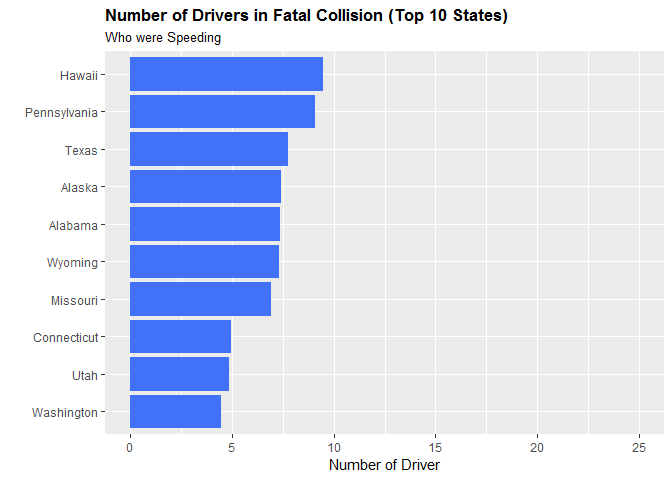 Number of Drivers in Fatal Collision (Top 10 States)
Who were Speeding
Hawaii
Pennsylvania
Texas
Alaska
Alabama
Wyoming
Missouri
Connecticut
Utah
Washington
0 5 10 15 20 25
Number of Driver